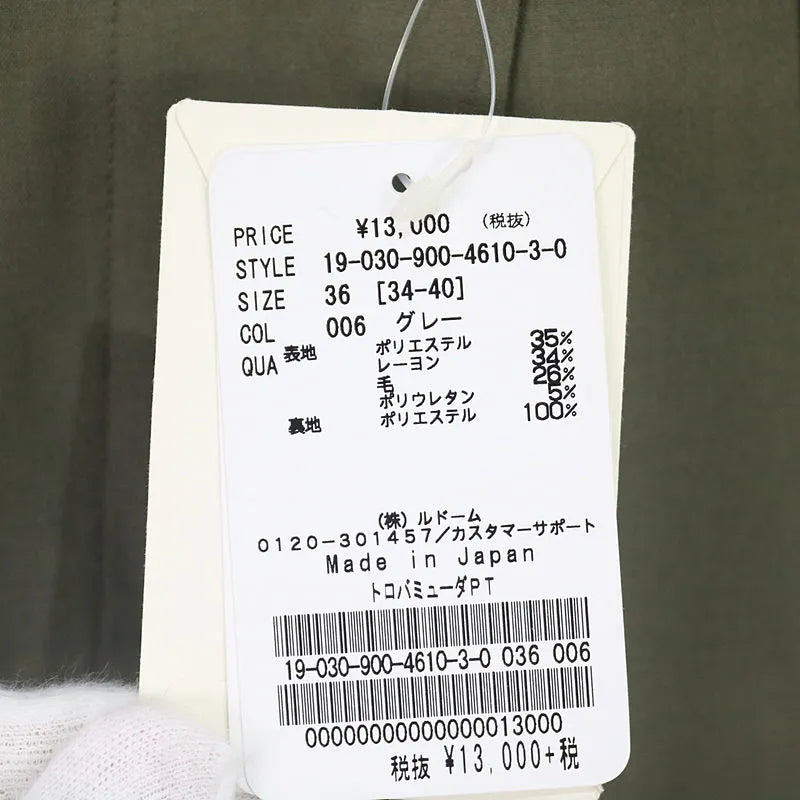 PRICE ¥13,000 (税抜)
STYLE 19-030-900-4610-3-0
SIZE 36 [34-40]
COL 006 グレー
QUA 表地 ポリエステル 35%
レーヨン 34%
毛 26%
ポリウレタン 5%
裏地 ポリエステル 100%
(株)ルドーム
0120-301457/カスタマーサポート
Made in Japan
トロバミューダPT
19-030-900-4610-3-0 036 006
00000000000000013000
税抜 ¥13,000+税